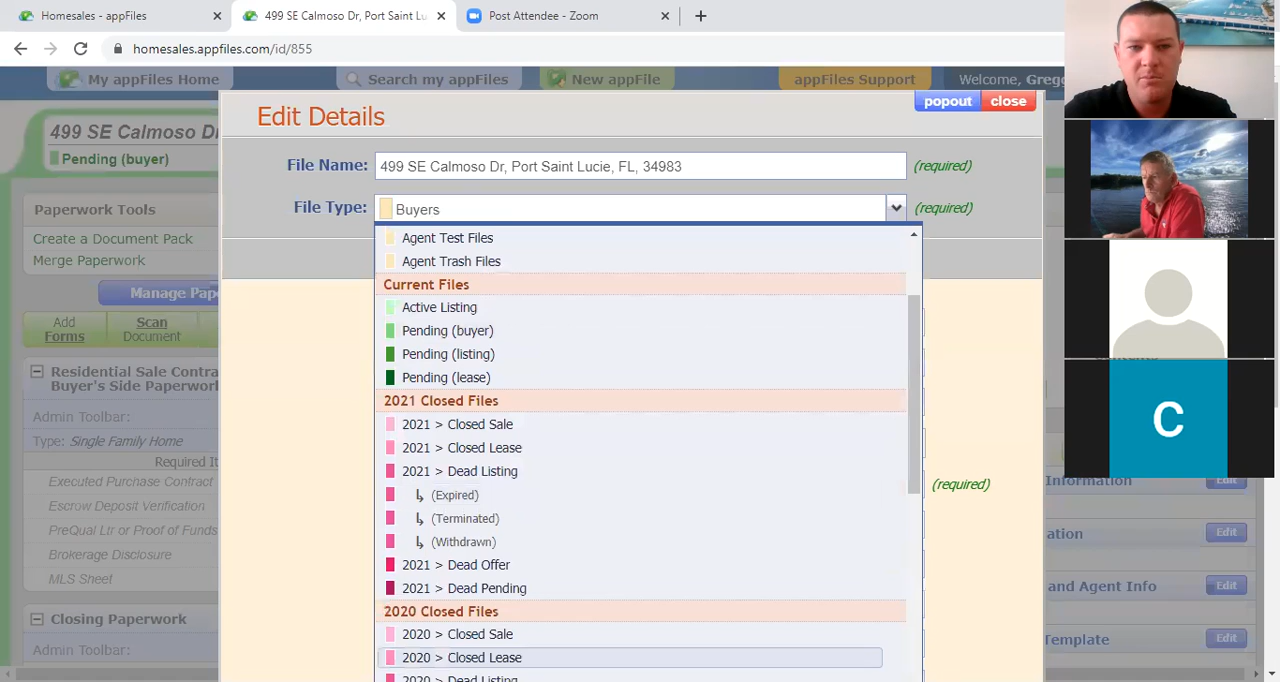 Homesales - appFiles
499 SE Calmoso Dr, Port Saint Lu
Post Attendee - Zoom
homesales.appfiles.com/id/855
My appFiles Home
Search my appFiles
New appFile
appFiles Support
Welcome, Grego
499 SE Calmoso D
Pending (buyer)
popout
close
Edit Details
File Name:
499 SE Calmoso Dr, Port Saint Lucie, FL, 34983
(required)
File Type:
Buyers
(required)
Paperwork Tools
Create a Document Pack
Merge Paperwork
Manage Pap
Add
Forms
Scan
Document
Residential Sale Contra
Buyer's Side Paperwor
Admin Toolbar:
Type: Single Family Home
Required It
Executed Purchase Contract
Escrow Deposit Verification
PreQual Ltr or Proof of Funds
Brokerage Disclosure
MLS Sheet
Closing Paperwork
Admin Toolbar:
Agent Test Files
Agent Trash Files
Current Files
Active Listing
Pending (buyer)
Pending (listing)
Pending (lease)
2021 Closed Files
2021 > Closed Sale
2021 > Closed Lease
2021 > Dead Listing
↳ (Expired)
↳ (Terminated)
↳ (Withdrawn)
2021 > Dead Offer
2021 > Dead Pending
2020 Closed Files
2020 > Closed Sale
2020 > Closed Lease
2020 > Dead Listing
(required)
C
Information
Edit
ation
Edit
and Agent Info
Edit
Template
Edit